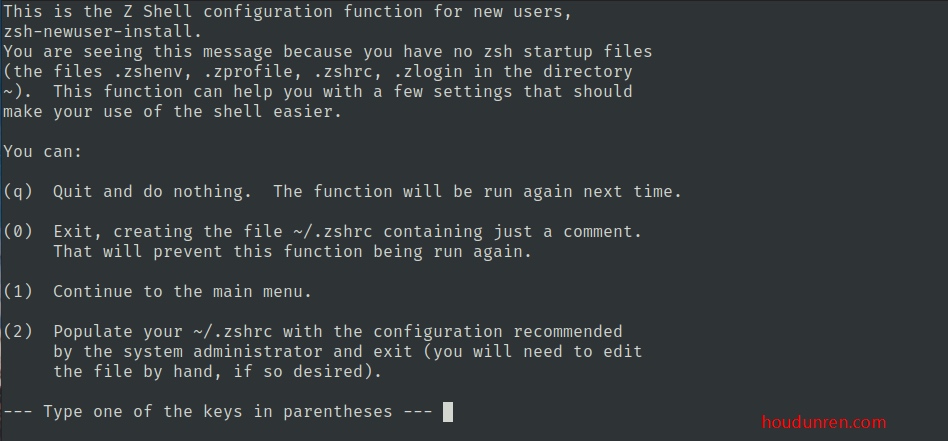 This is the Z Shell configuration function for new users,
zsh-newuser-install.
You are seeing this message because you have no zsh startup files
(the files .zshenv, .zprofile, .zshrc, .zlogin in the directory
~).  This function can help you with a few settings that should
make your use of the shell easier.
You can:
(q)  Quit and do nothing.  The function will be run again next time.
(0)  Exit, creating the file ~/.zshrc containing just a comment.
     That will prevent this function being run again.
(1)  Continue to the main menu.
(2)  Populate your ~/.zshrc with the configuration recommended
     by the system administrator and exit (you will need to edit
     the file by hand, if so desired).
--- Type one of the keys in parentheses ---
houdunren.com